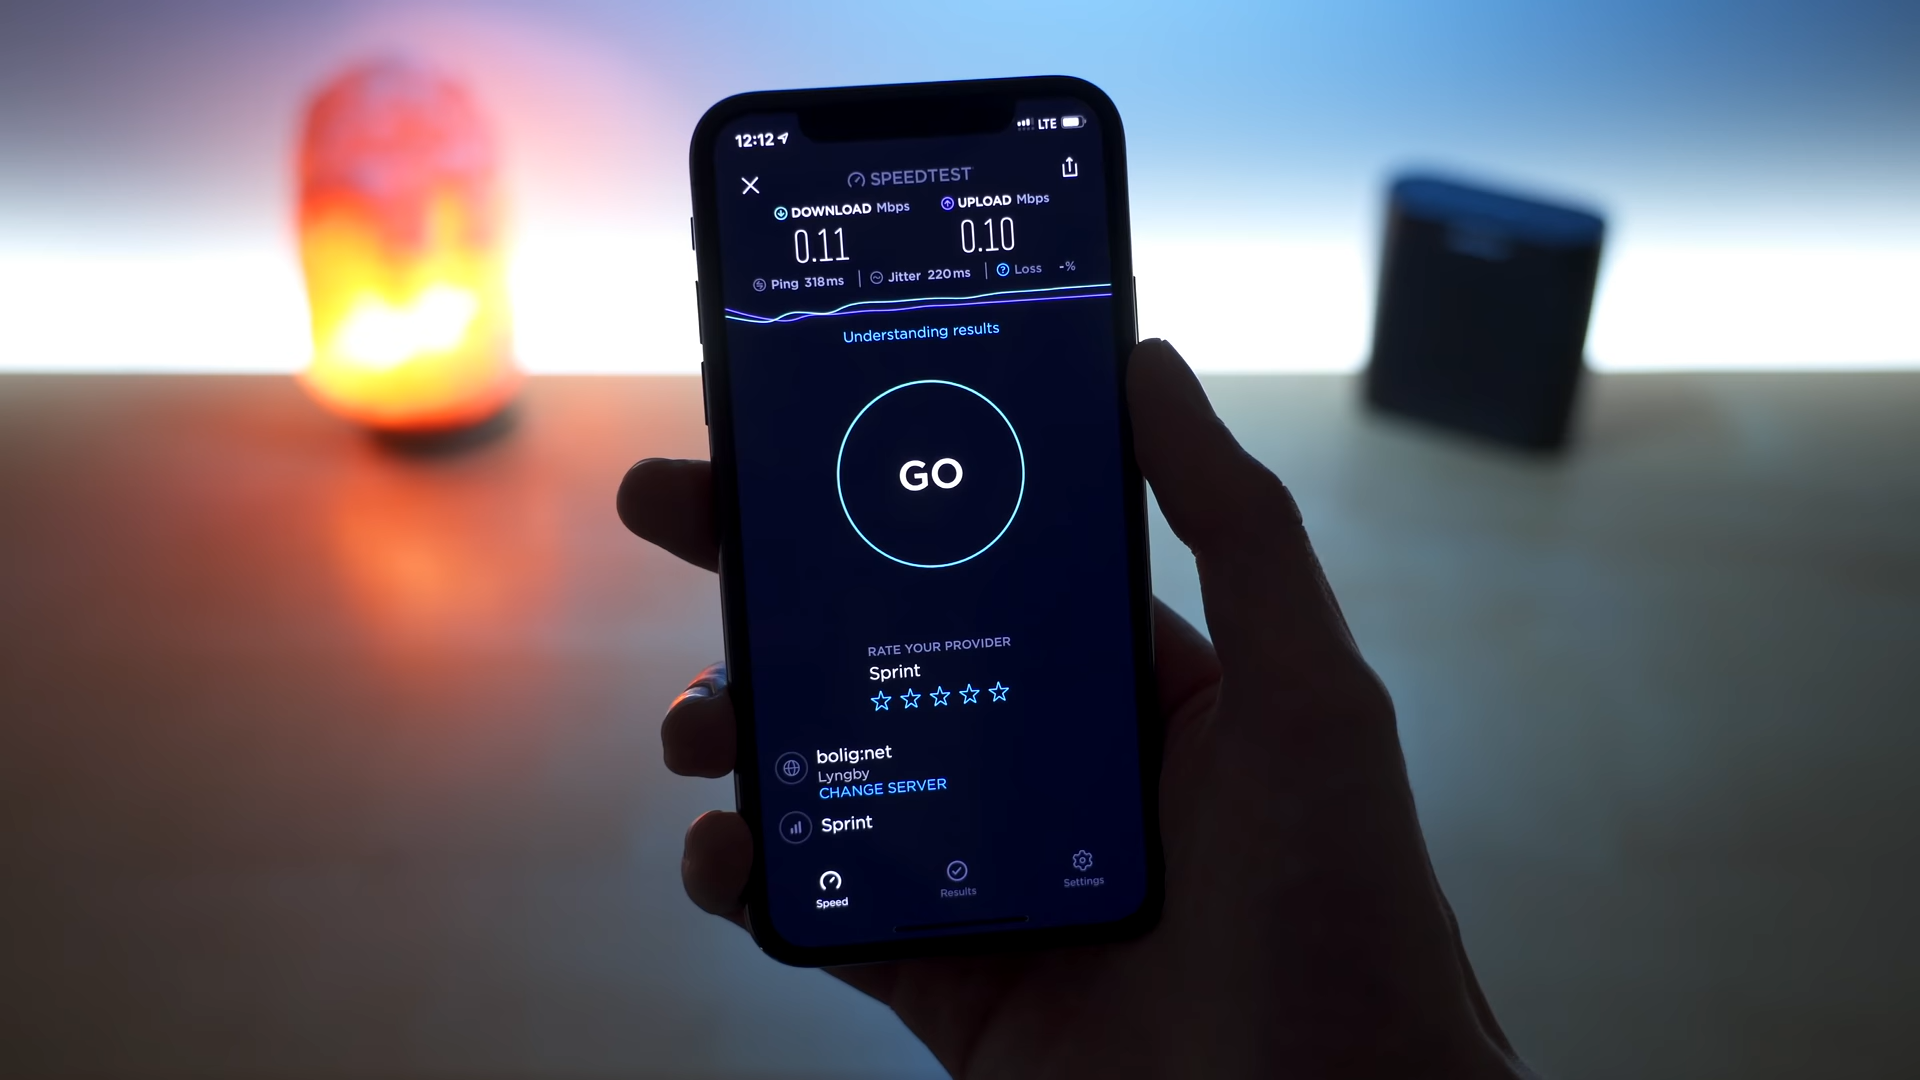 12:12 LTE
SPEEDTEST
DOWNLOAD Mbps UPLOAD Mbps
0.11 0.10
Ping 318ms Jitter 220ms Loss -%
Understanding results
GO
RATE YOUR PROVIDER
Sprint
bolig:net
Lyngby
CHANGE SERVER
Sprint
Speed Results Settings